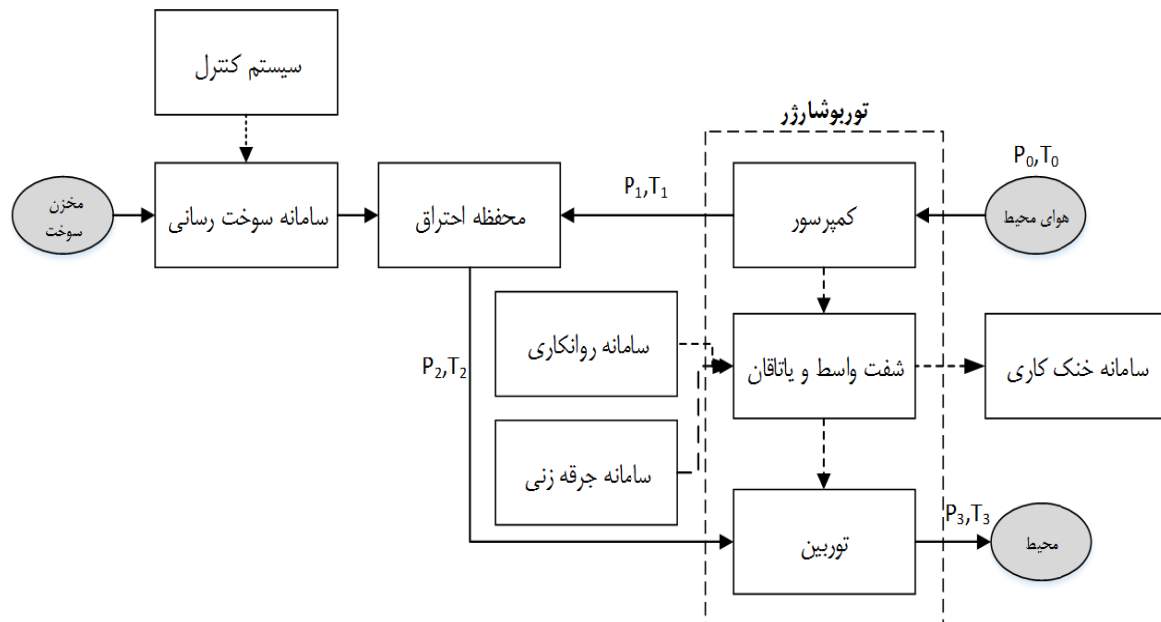 سیستم کنترل
توربوشارژر
P₀,T₀
هوای محیط
کمپرسور
P₁,T₁
محفظه احتراق
سامانه سوخت رسانی
مخزن
سوخت
سامانه روانکاری
شفت واسط و یاتاقان
سامانه خنک کاری
P₂,T₂
سامانه جرقه زنی
توربین
P₃,T₃
محیط